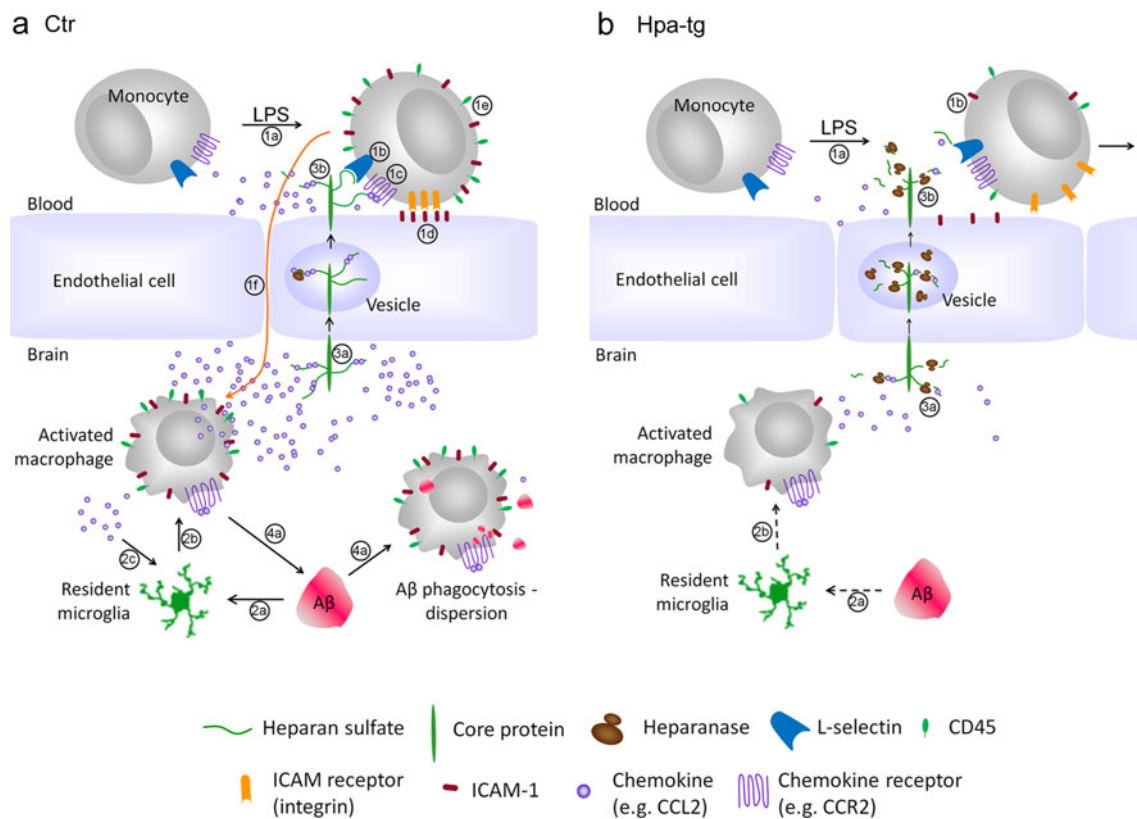 a Ctr
Monocyte
LPS
1a
1e
1b
1c
3b
1d
Blood
Endothelial cell
1f
Vesicle
Brain
3a
Activated
macrophage
2c
2b
4a
4a
Resident
microglia
2a
Aβ
Aβ phagocytosis -
dispersion
b Hpa-tg
Monocyte
LPS
1a
1b
3b
Blood
Endothelial cell
Vesicle
Brain
3a
Activated
macrophage
2b
Resident
microglia
2a
Aβ
Heparan sulfate
Core protein
Heparanase
L-selectin
CD45
ICAM receptor
(integrin)
ICAM-1
Chemokine
(e.g. CCL2)
Chemokine receptor
(e.g. CCR2)